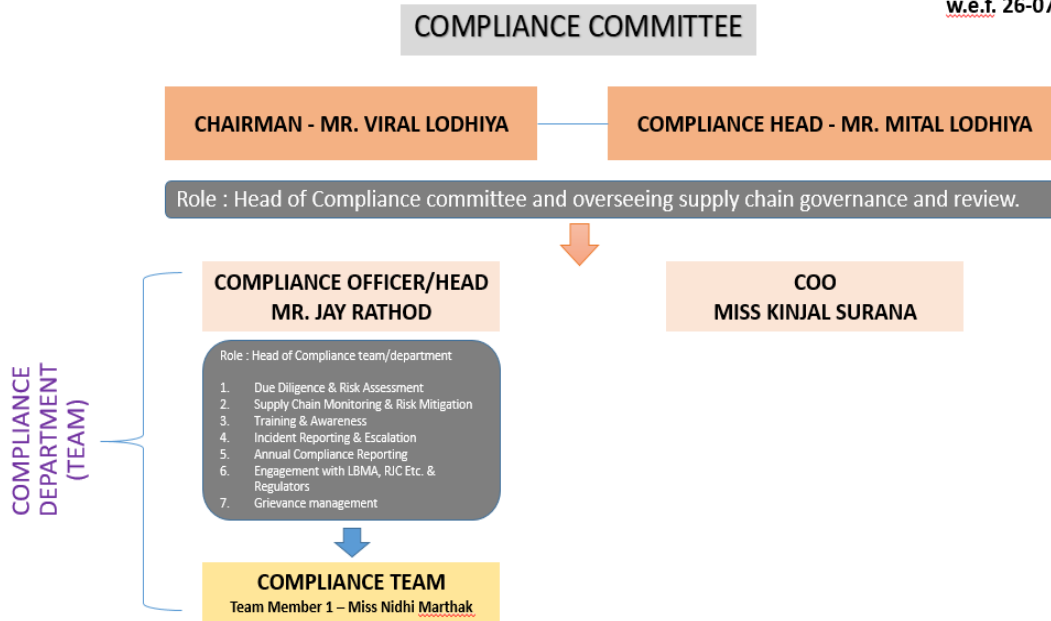 w.e.f. 26-07
COMPLIANCE COMMITTEE
CHAIRMAN - MR. VIRAL LODHIYA
COMPLIANCE HEAD - MR. MITAL LODHIYA
Role : Head of Compliance committee and overseeing supply chain governance and review.
COMPLIANCE OFFICER/HEAD
MR. JAY RATHOD
COO
MISS KINJAL SURANA
COMPLIANCE
DEPARTMENT
(TEAM)
Role : Head of Compliance team/department
1. Due Diligence & Risk Assessment
2. Supply Chain Monitoring & Risk Mitigation
3. Training & Awareness
4. Incident Reporting & Escalation
5. Annual Compliance Reporting
6. Engagement with LBMA, RJC Etc. &
Regulators
7. Grievance management
COMPLIANCE TEAM
Team Member 1 – Miss Nidhi Marthak